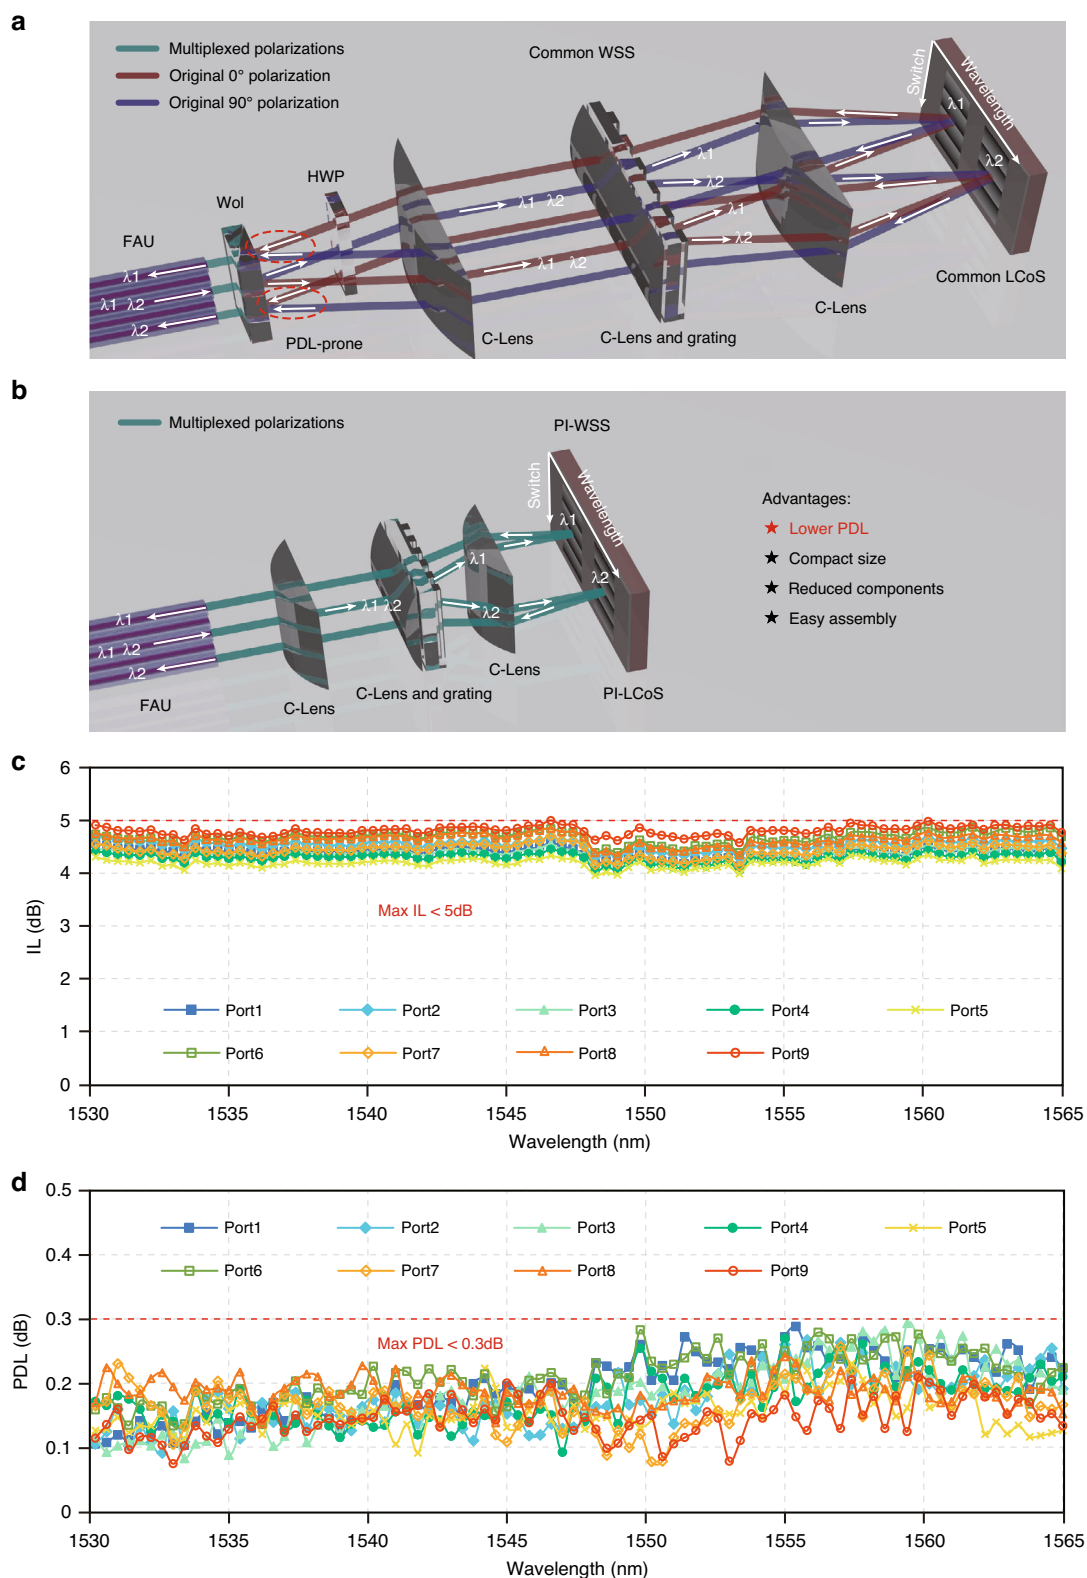 a
Multiplexed polarizations
Original 0° polarization
Original 90° polarization
Common WSS
Switch
Wavelength
λ1
λ2
HWP
Wol
FAU
λ1
λ1 λ2
λ2
λ1 λ2
λ1 λ2
λ1
λ2
λ1
λ2
PDL-prone
C-Lens
C-Lens and grating
C-Lens
Common LCoS
b
Multiplexed polarizations
PI-WSS
Switch
Wavelength
λ1
λ2
Advantages:
★ Lower PDL
★ Compact size
★ Reduced components
★ Easy assembly
λ1
λ1 λ2
λ2
λ1 λ2
λ1
λ2
FAU
C-Lens
C-Lens and grating
C-Lens
PI-LCoS
c
IL (dB)
6
5
4
3
2
1
0
Max IL < 5dB
Port1 Port2 Port3 Port4 Port5
Port6 Port7 Port8 Port9
1530 1535 1540 1545 1550 1555 1560 1565
Wavelength (nm)
d
PDL (dB)
0.5
0.4
0.3
0.2
0.1
0
Port1 Port2 Port3 Port4 Port5
Port6 Port7 Port8 Port9
Max PDL < 0.3dB
1530 1535 1540 1545 1550 1555 1560 1565
Wavelength (nm)